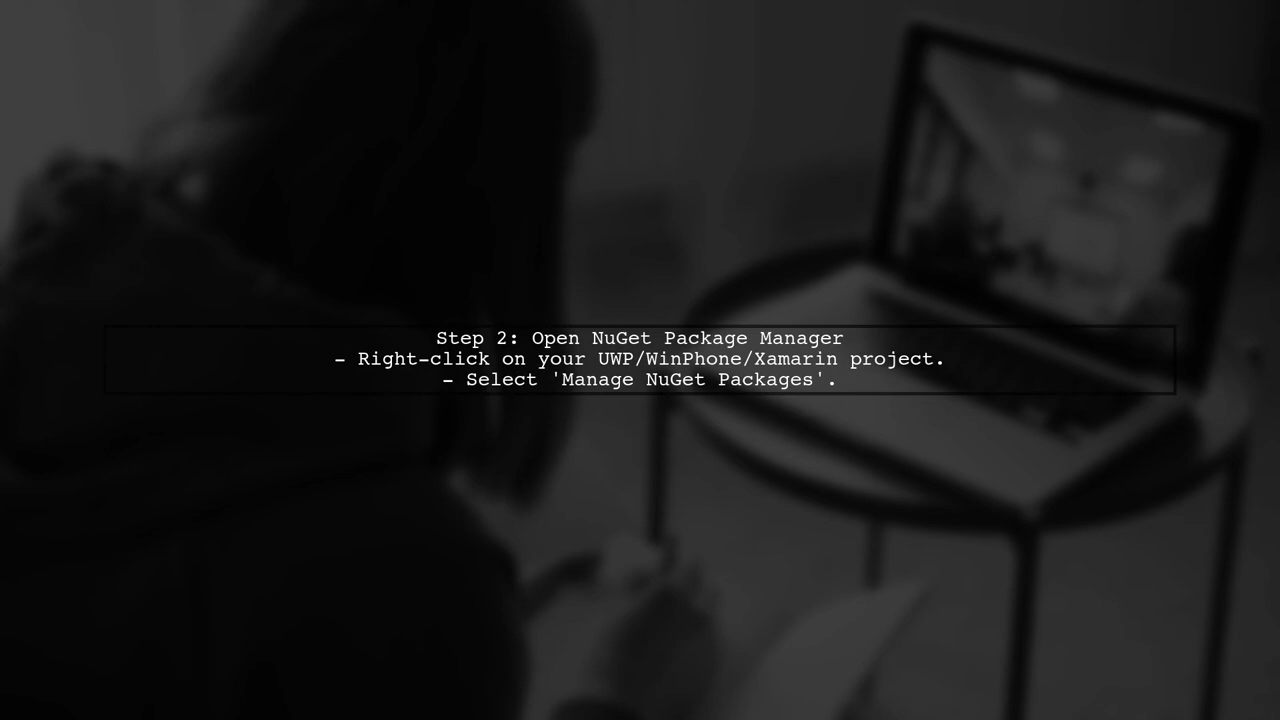 Step 2: Open NuGet Package Manager
- Right-click on your UWP/WinPhone/Xamarin project.
- Select 'Manage NuGet Packages'.